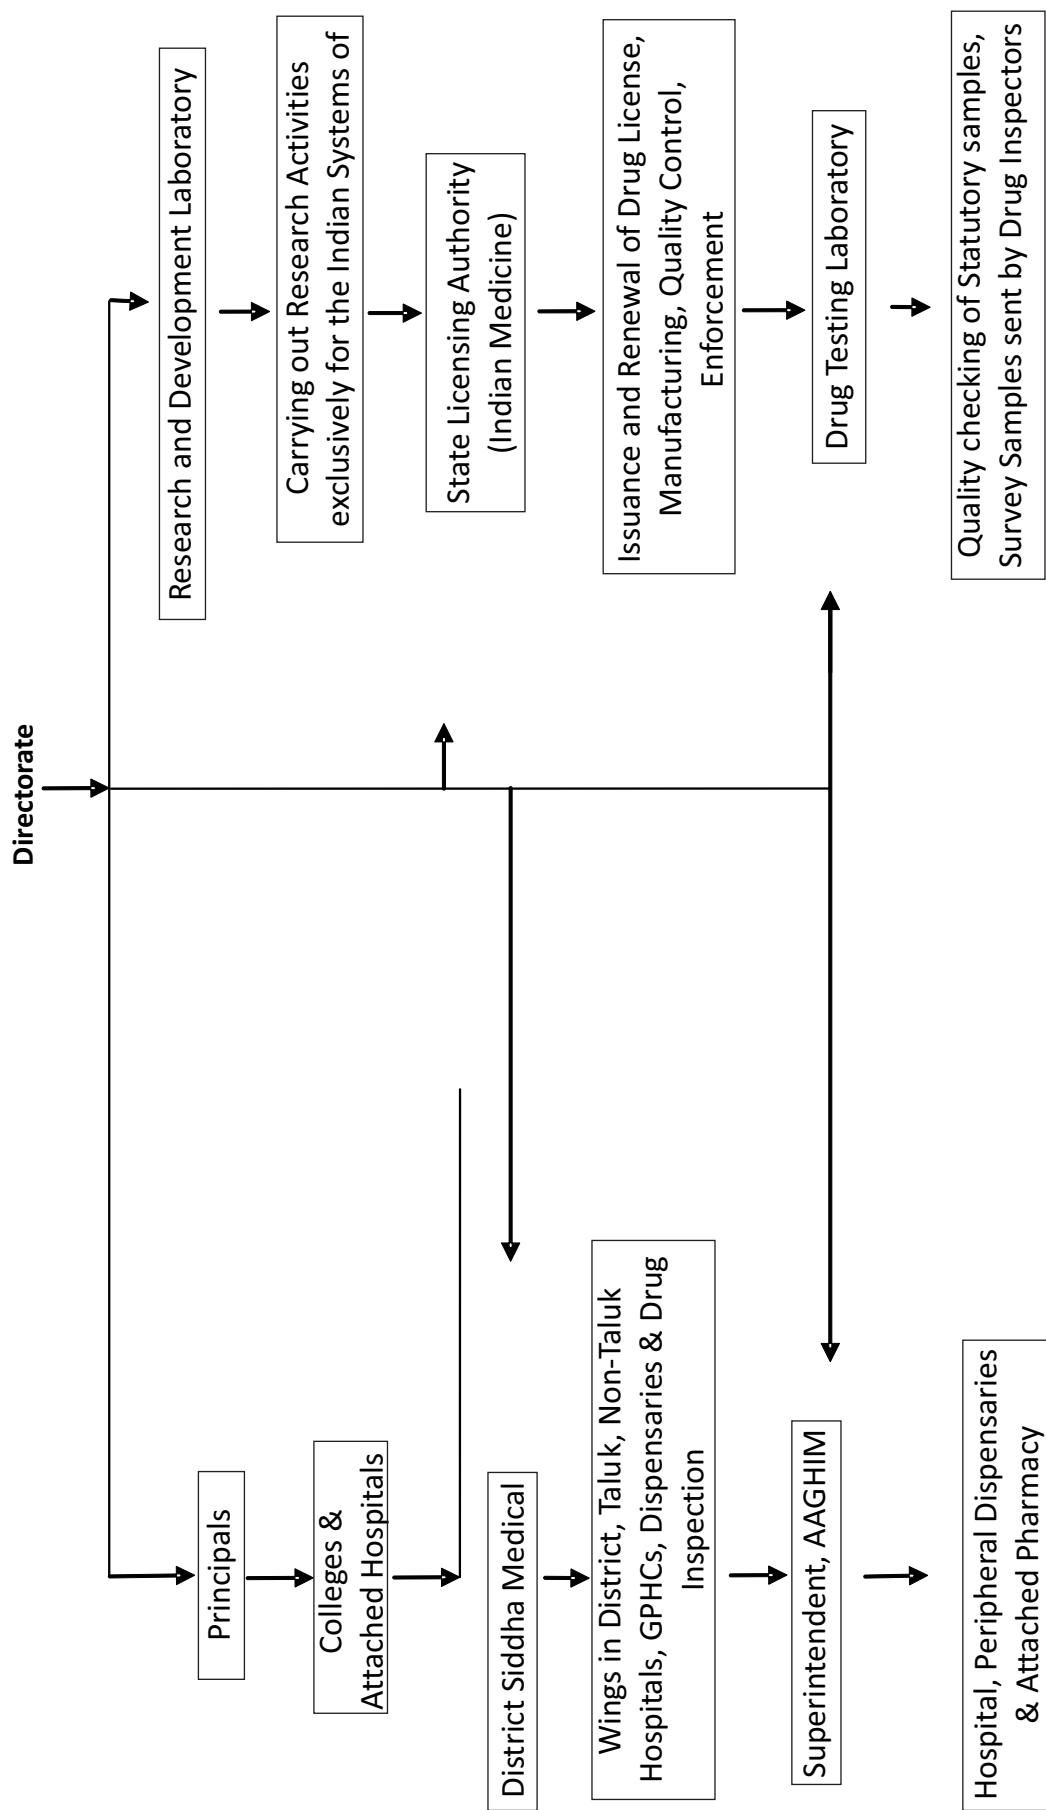 Directorate
Principals
Colleges &
Attached Hospitals
District Siddha Medical
Wings in District, Taluk, Non-Taluk
Hospitals, GPHCs, Dispensaries & Drug
Inspection
Superintendent, AAGHIM
Hospital, Peripheral Dispensaries
& Attached Pharmacy
Research and Development Laboratory
Carrying out Research Activities
exclusively for the Indian Systems of
State Licensing Authority
(Indian Medicine)
Issuance and Renewal of Drug License,
Manufacturing, Quality Control,
Enforcement
Drug Testing Laboratory
Quality checking of Statutory samples,
Survey Samples sent by Drug Inspectors